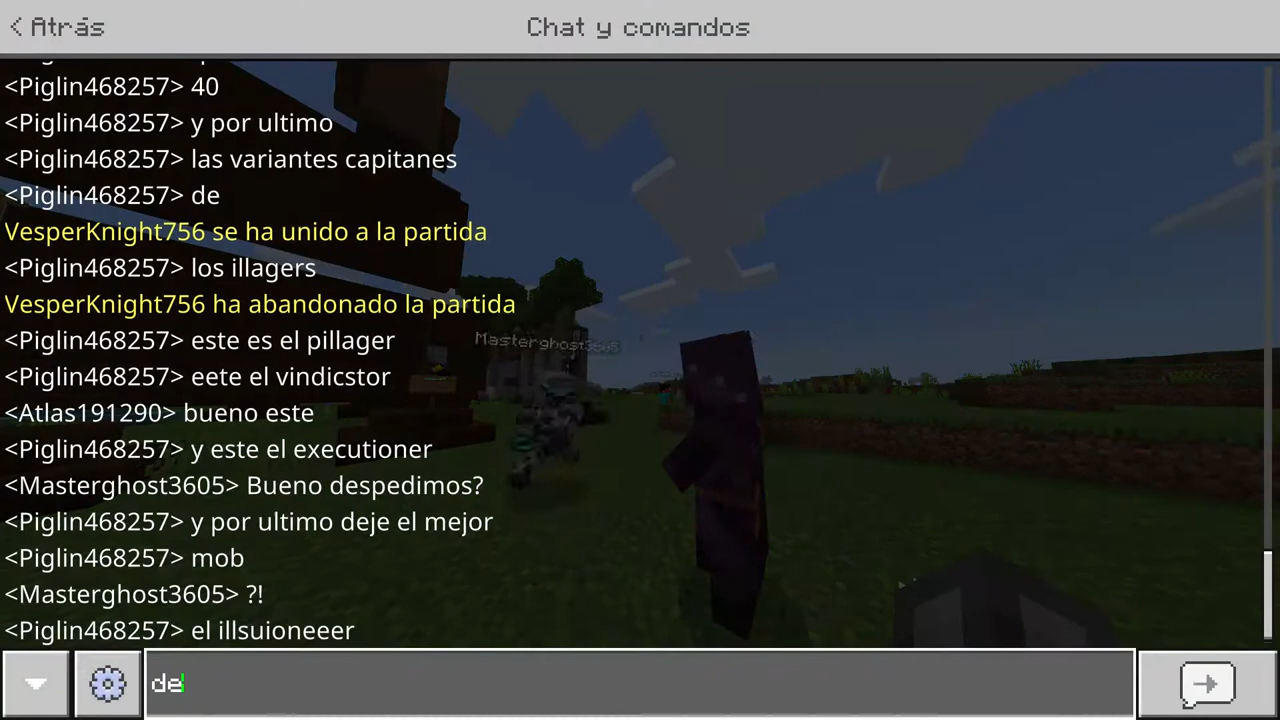 < Atrás
Chat y comandos
<Piglin468257> 40
<Piglin468257> y por ultimo
<Piglin468257> las variantes capitanes
<Piglin468257> de
VesperKnight756 se ha unido a la partida
<Piglin468257> los illagers
VesperKnight756 ha abandonado la partida
<Piglin468257> este es el pillager
Masterghost3605
<Piglin468257> eete el vindicstor
<Atlas191290> bueno este
<Piglin468257> y este el executioner
<Masterghost3605> Bueno despedimos?
<Piglin468257> y por ultimo deje el mejor
<Piglin468257> mob
<Masterghost3605> ?!
<Piglin468257> el illsuioneeer
de